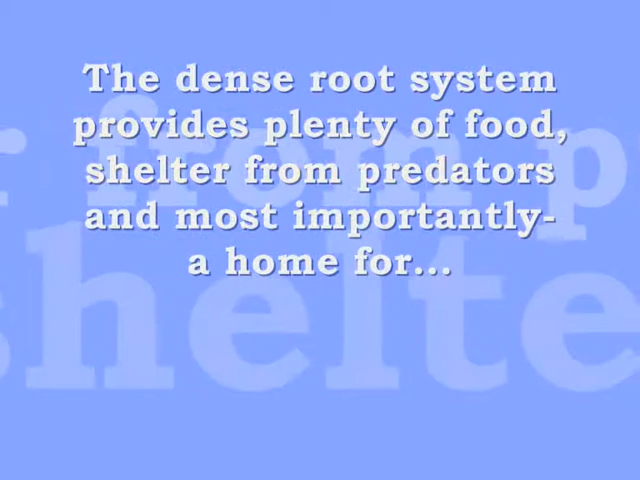 The dense root system
provides plenty of food,
shelter from predators
and most importantly-
a home for...